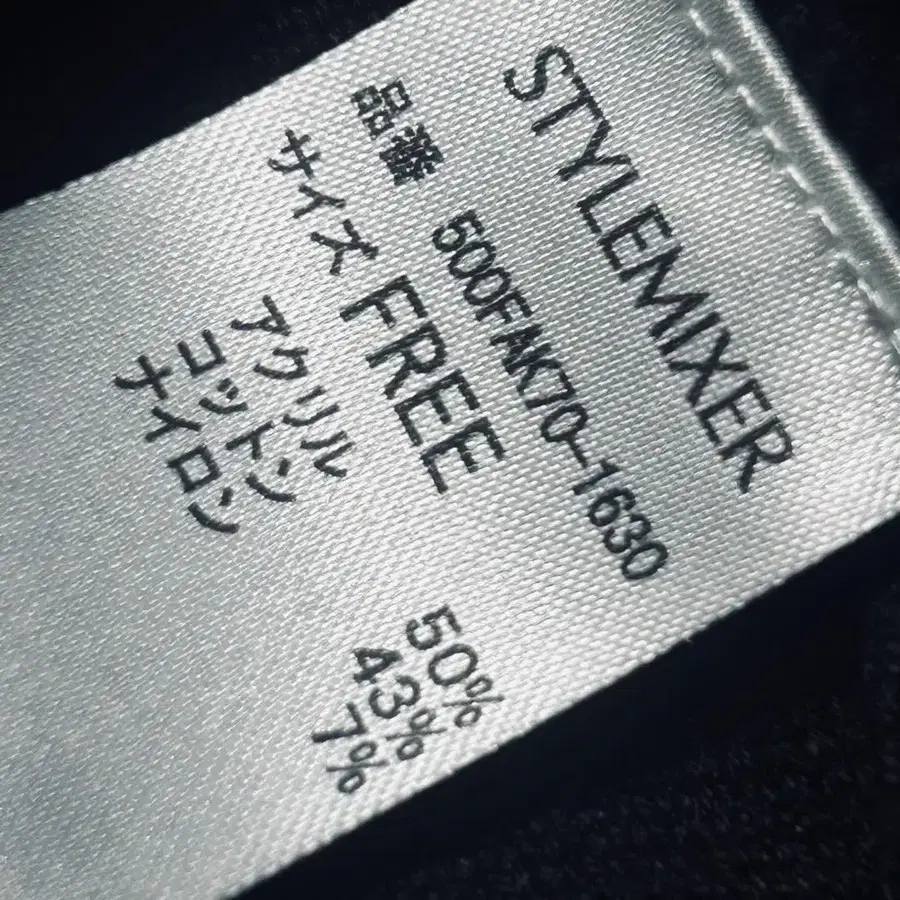 STYLEMIXER
品番 500FAK70-1630
サイズ FREE
アクリル 50%
コットン 43%
ナイロン 7%